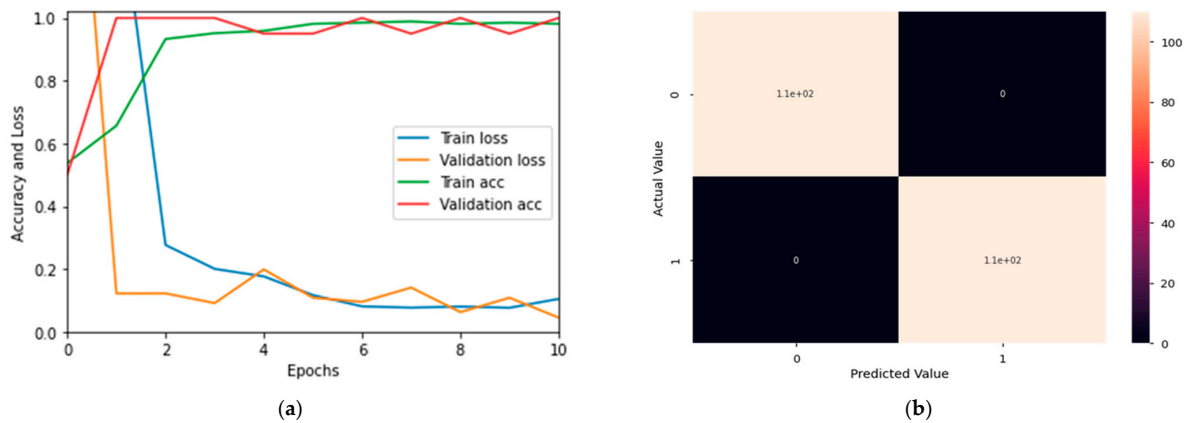 1.0
0.8
0.6
0.4
0.2
0.0
Accuracy and Loss
Train loss
Validation loss
Train acc
Validation acc
0 2 4 6 8 10
Epochs
(a)
Actual Value
0
1
1.1e+02 0
0 1.1e+02
0 1
Predicted Value
100
80
60
40
20
0
(b)